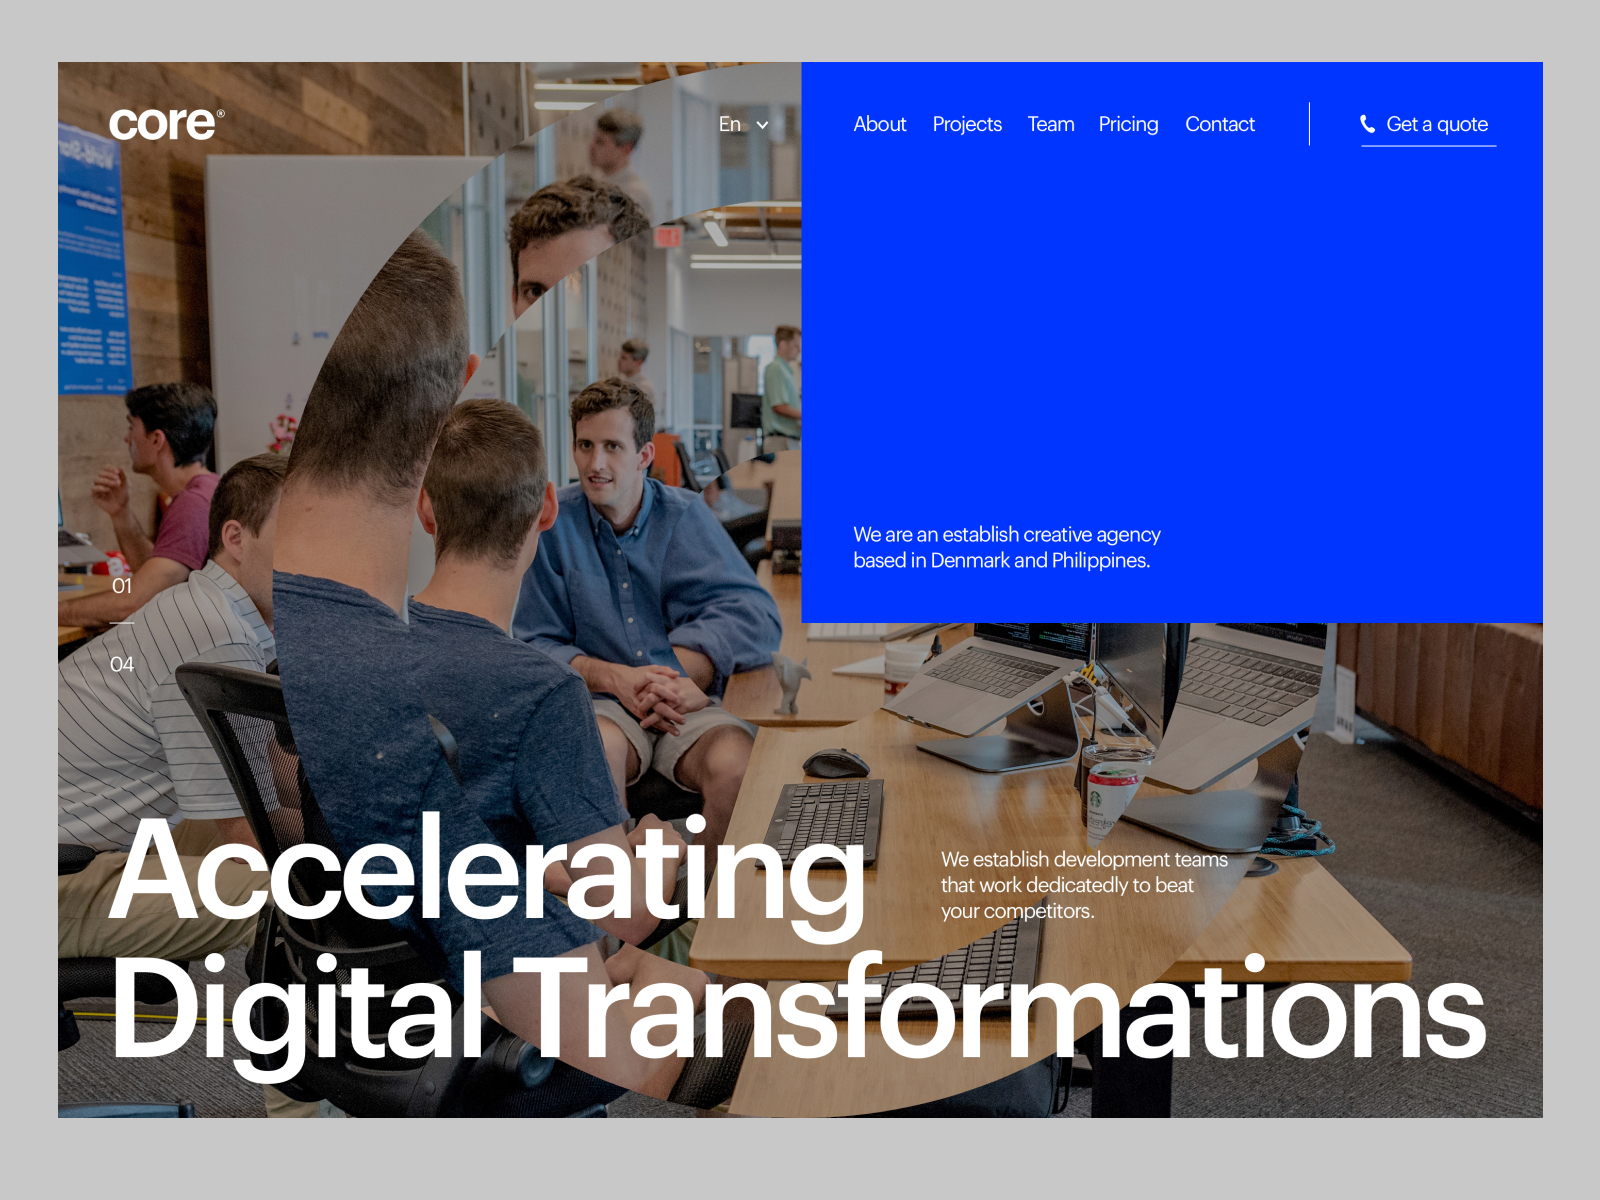 core®
En
About Projects Team Pricing Contact
Get a quote
We are an establish creative agency
based in Denmark and Philippines.
01
04
Accelerating
We establish development teams
that work dedicatedly to beat
your competitors.
Digital Transformations